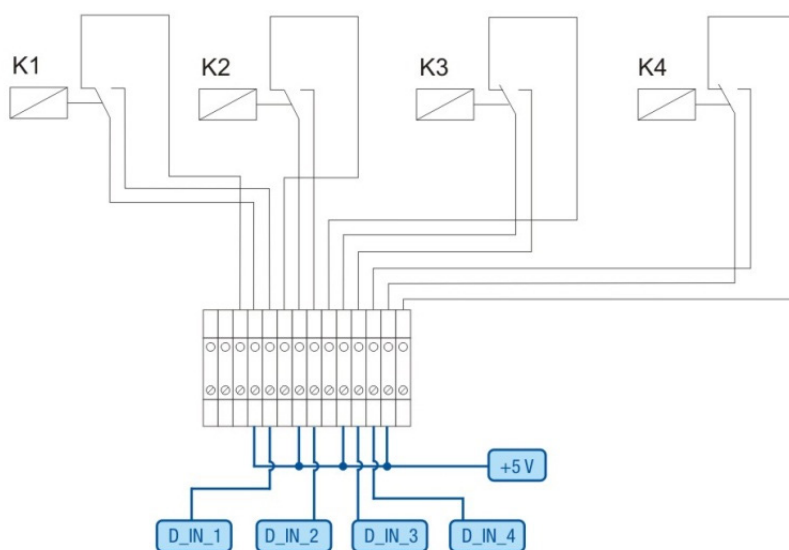 K1
K2
K3
K4
+5 V
D_IN_1
D_IN_2
D_IN_3
D_IN_4